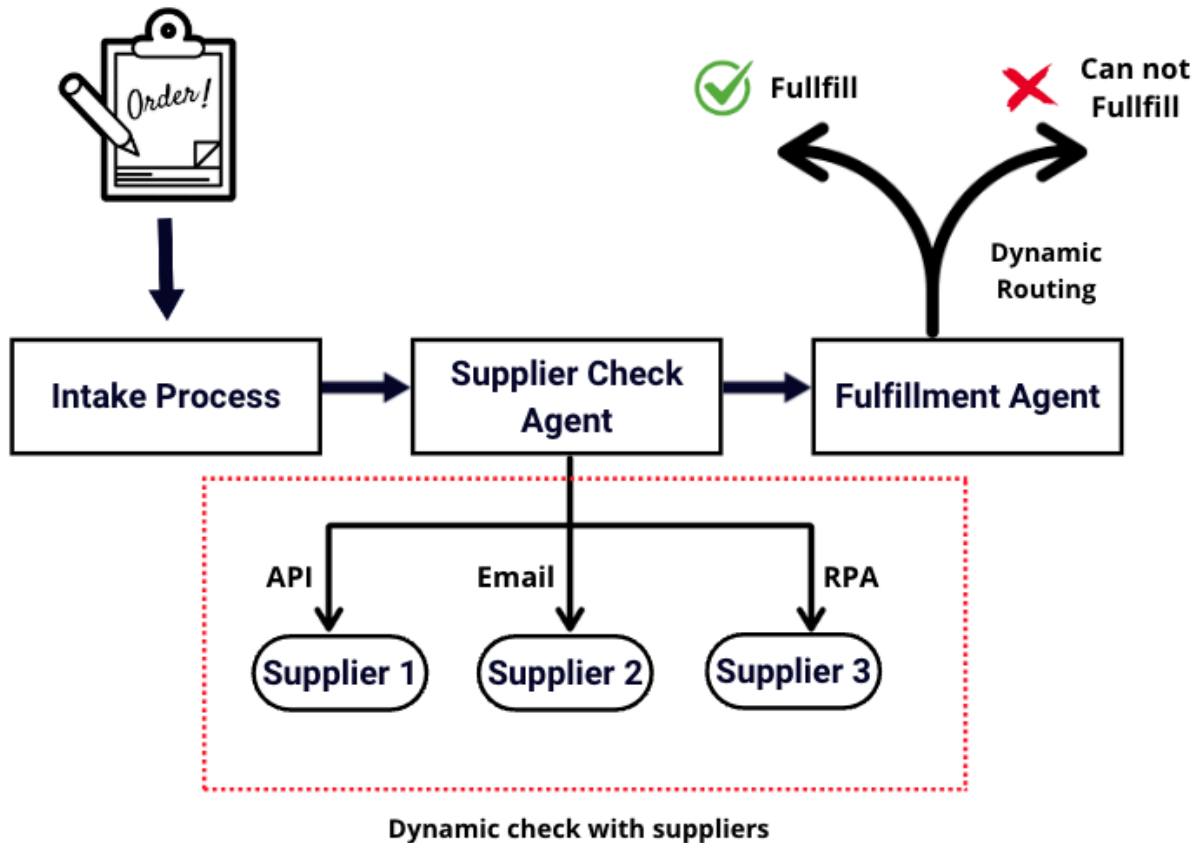 Order!
Fullfill
Can not
Fullfill
Dynamic
Routing
Intake Process
Supplier Check
Agent
Fulfillment Agent
API
Email
RPA
Supplier 1
Supplier 2
Supplier 3
Dynamic check with suppliers